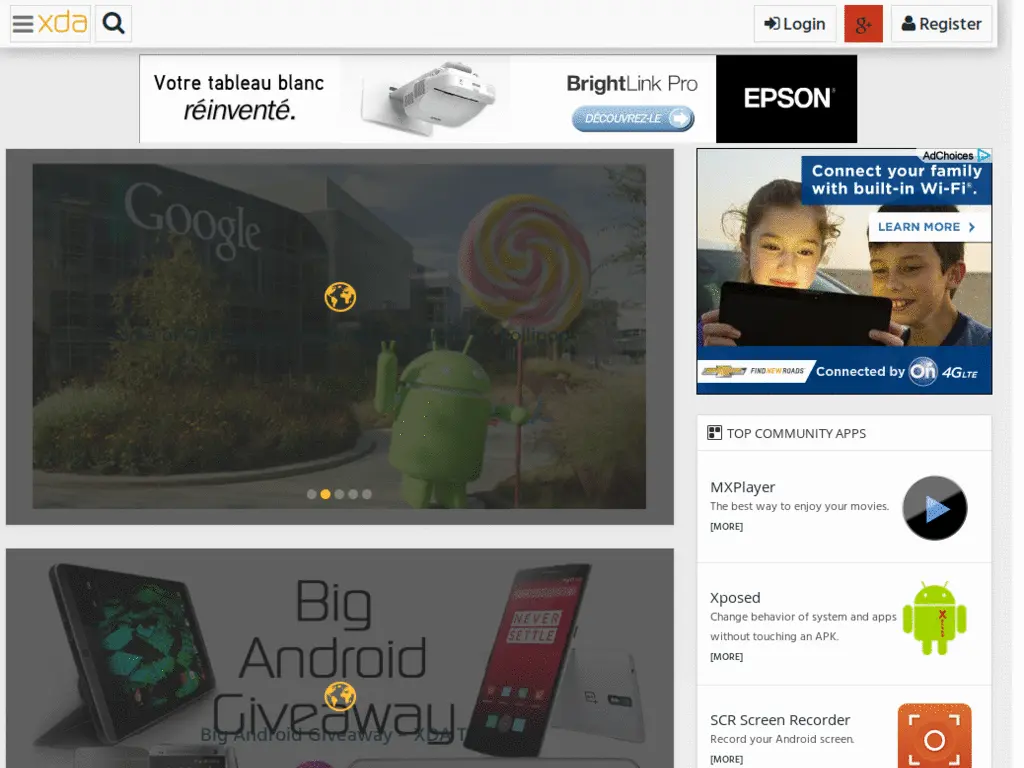 xda
Login
g+
Register
Votre tableau blanc
réinventé.
BrightLink Pro
DÉCOUVREZ-LE
EPSON
AdChoices
Connect your family
with built-in Wi-Fi®.
LEARN MORE
FIND NEW ROADS
Connected by On 4G LTE
Google
TOP COMMUNITY APPS
MXPlayer
The best way to enjoy your movies.
[MORE]
Xposed
Change behavior of system and apps
without touching an APK.
[MORE]
SCR Screen Recorder
Record your Android screen.
[MORE]
Big
Android
Giveaway
NEVER
SETTLE
Big Android Giveaway - XDA T